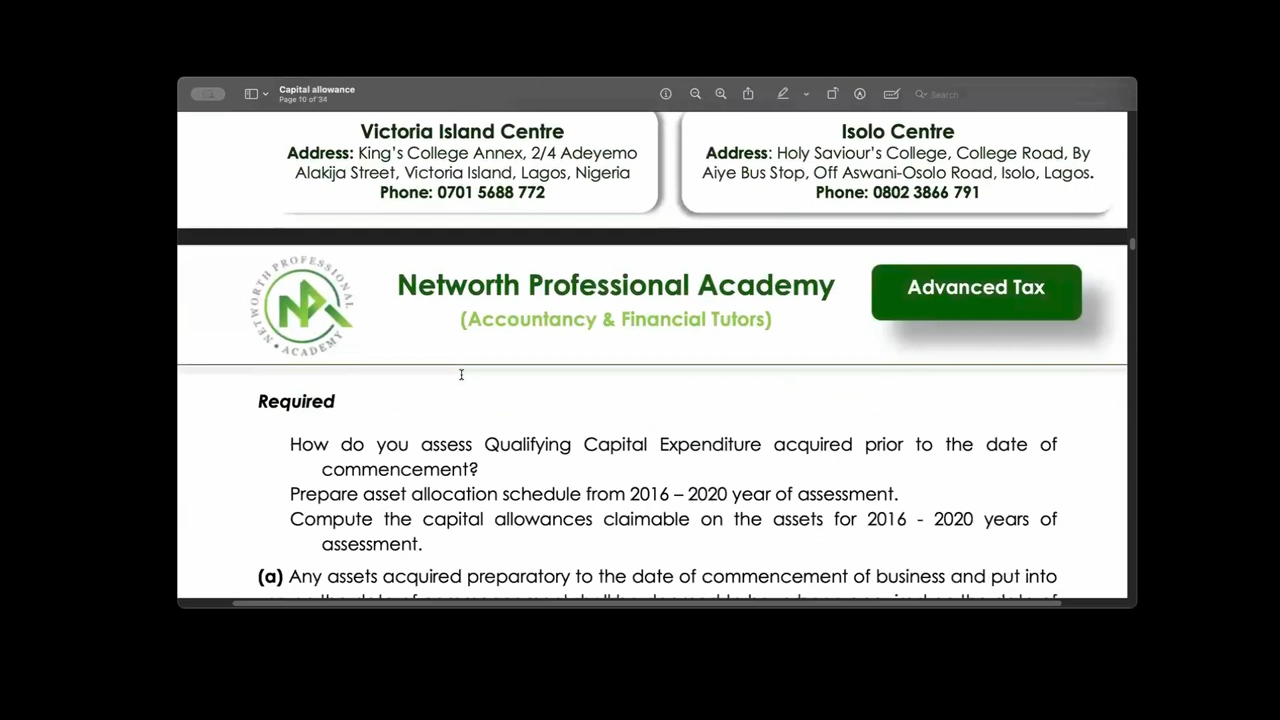 Capital allowance
Page 10 of 34
Search
Victoria Island Centre
Address: King's College Annex, 2/4 Adeyemo
Alakija Street, Victoria Island, Lagos, Nigeria
Phone: 0701 5688 772
Isolo Centre
Address: Holy Saviour's College, College Road, By
Aiye Bus Stop, Off Aswani-Osolo Road, Isolo, Lagos.
Phone: 0802 3866 791
NETWORTH PROFESSIONAL
ACADEMY
Networth Professional Academy
(Accountancy & Financial Tutors)
Advanced Tax
Required
How do you assess Qualifying Capital Expenditure acquired prior to the date of
commencement?
Prepare asset allocation schedule from 2016 – 2020 year of assessment.
Compute the capital allowances claimable on the assets for 2016 - 2020 years of
assessment.
(a) Any assets acquired preparatory to the date of commencement of business and put into